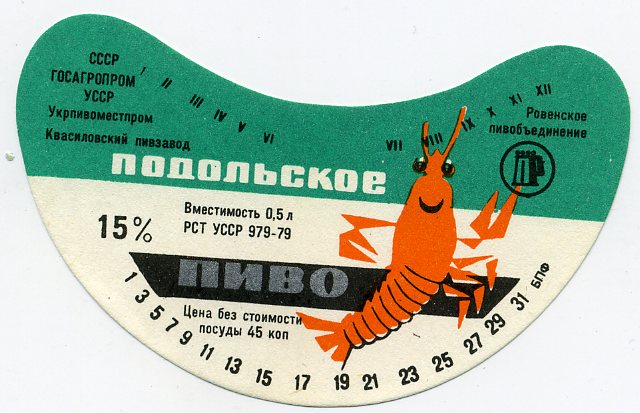 СССР
ГОСАГРОПРОМ
УССР
Укрпивоместпром
Квасиловский пивзавод
I II III IV V VI VII VIII IX X XI XII
Ровенское
пивобъединение
ПОДОЛЬСКОЕ
15%
Вместимость 0,5 л
РСТ УССР 979-79
ПИВО
Цена без стоимости
посуды 45 коп
1 3 5 7 9 11 13 15 17 19 21 23 25 27 29 31 БПФ